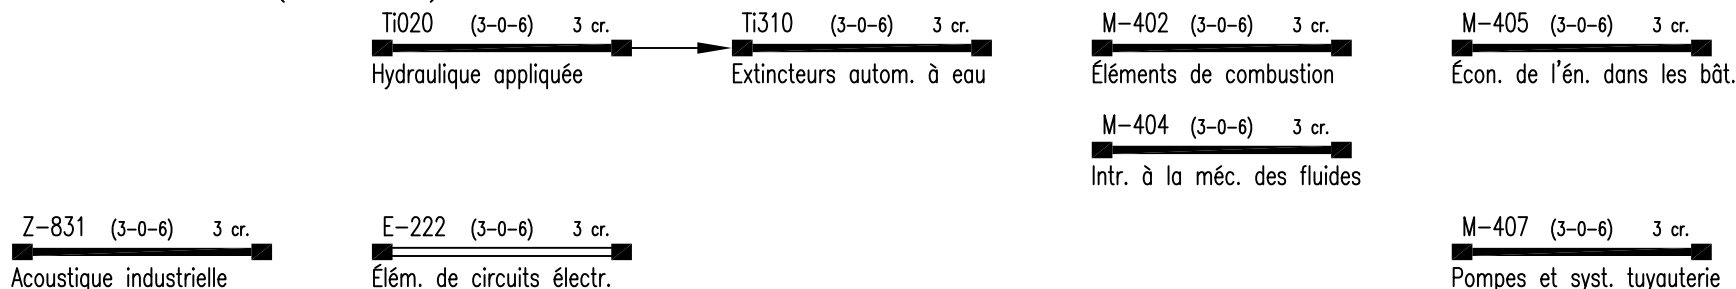 Ti020 (3-0-6) 3 cr. Ti310 (3-0-6) 3 cr. M-402 (3-0-6) 3 cr. M-405 (3-0-6) 3 cr.
Hydraulique appliquée Extincteurs autom. à eau Éléments de combustion Écon. de l'én. dans les bât.
M-404 (3-0-6) 3 cr.
Intr. à la méc. des fluides
Z-831 (3-0-6) 3 cr. E-222 (3-0-6) 3 cr. M-407 (3-0-6) 3 cr.
Acoustique industrielle Élém. de circuits électr. Pompes et syst. tuyauterie